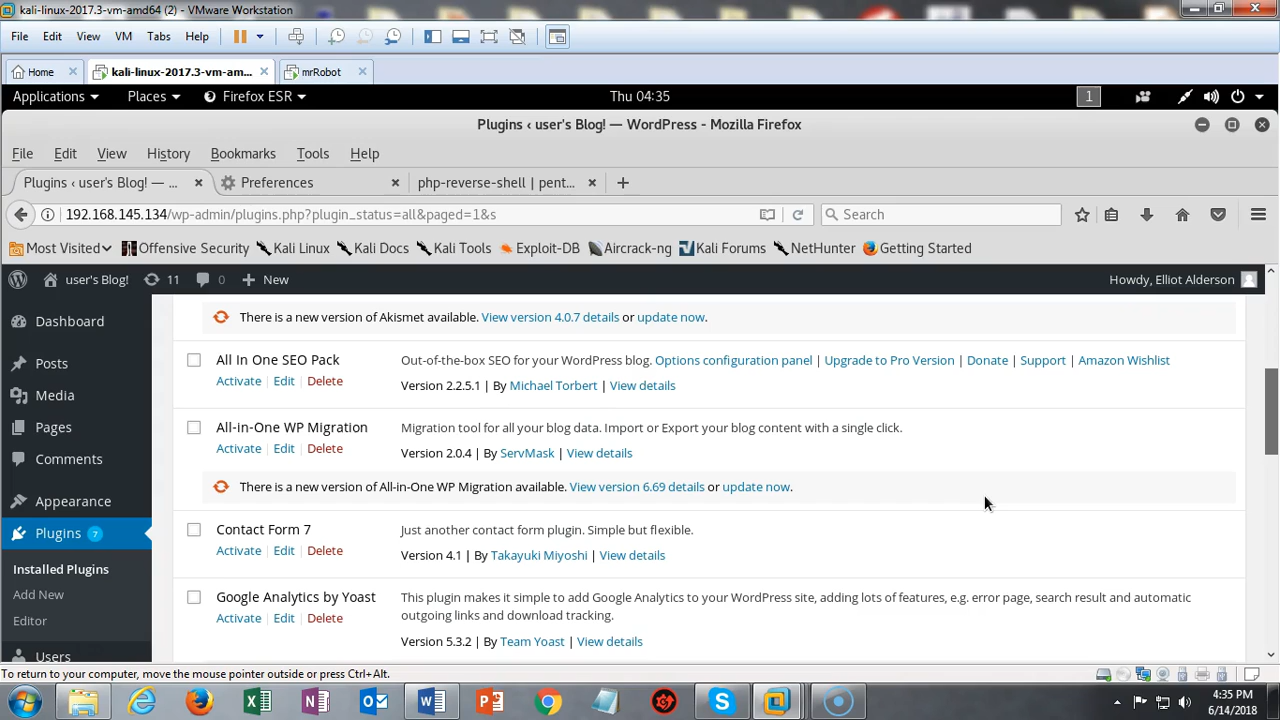 kali-linux-2017.3-vm-amd64 (2) - VMware Workstation
File Edit View VM Tabs Help
Home kali-linux-2017.3-vm-am... mrRobot
Applications Places Firefox ESR Thu 04:35 1
Plugins ‹ user's Blog! — WordPress - Mozilla Firefox
File Edit View History Bookmarks Tools Help
Plugins ‹ user's Blog! — ... Preferences php-reverse-shell | pent...
192.168.145.134/wp-admin/plugins.php?plugin_status=all&paged=1&s Search
Most Visited Offensive Security Kali Linux Kali Docs Kali Tools Exploit-DB Aircrack-ng Kali Forums NetHunter Getting Started
user's Blog! 11 0 New Howdy, Elliot Alderson
Dashboard
Posts
Media
Pages
Comments
Appearance
Plugins 7
Installed Plugins
Add New
Editor
Users
There is a new version of Akismet available. View version 4.0.7 details or update now.
All In One SEO Pack Out-of-the-box SEO for your WordPress blog. Options configuration panel | Upgrade to Pro Version | Donate | Support | Amazon Wishlist
Activate Edit Delete Version 2.2.5.1 | By Michael Torbert | View details
All-in-One WP Migration Migration tool for all your blog data. Import or Export your blog content with a single click.
Activate Edit Delete Version 2.0.4 | By ServMask | View details
There is a new version of All-in-One WP Migration available. View version 6.69 details or update now.
Contact Form 7 Just another contact form plugin. Simple but flexible.
Activate Edit Delete Version 4.1 | By Takayuki Miyoshi | View details
Google Analytics by Yoast This plugin makes it simple to add Google Analytics to your WordPress site, adding lots of features, e.g. error page, search result and automatic
outgoing links and download tracking.
Activate Edit Delete
Version 5.3.2 | By Team Yoast | View details
To return to your computer, move the mouse pointer outside or press Ctrl+Alt.
4:35 PM
6/14/2018